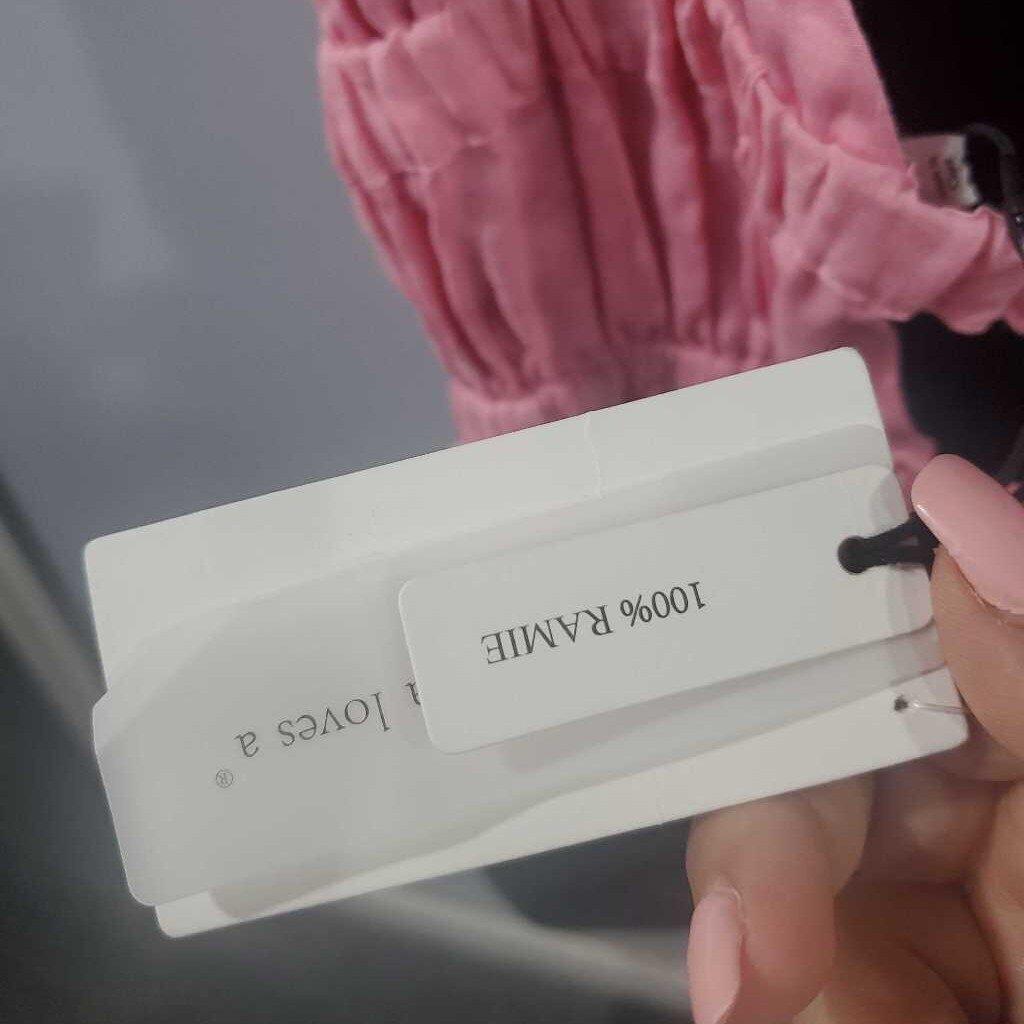 100% RAMIE
loves a
®